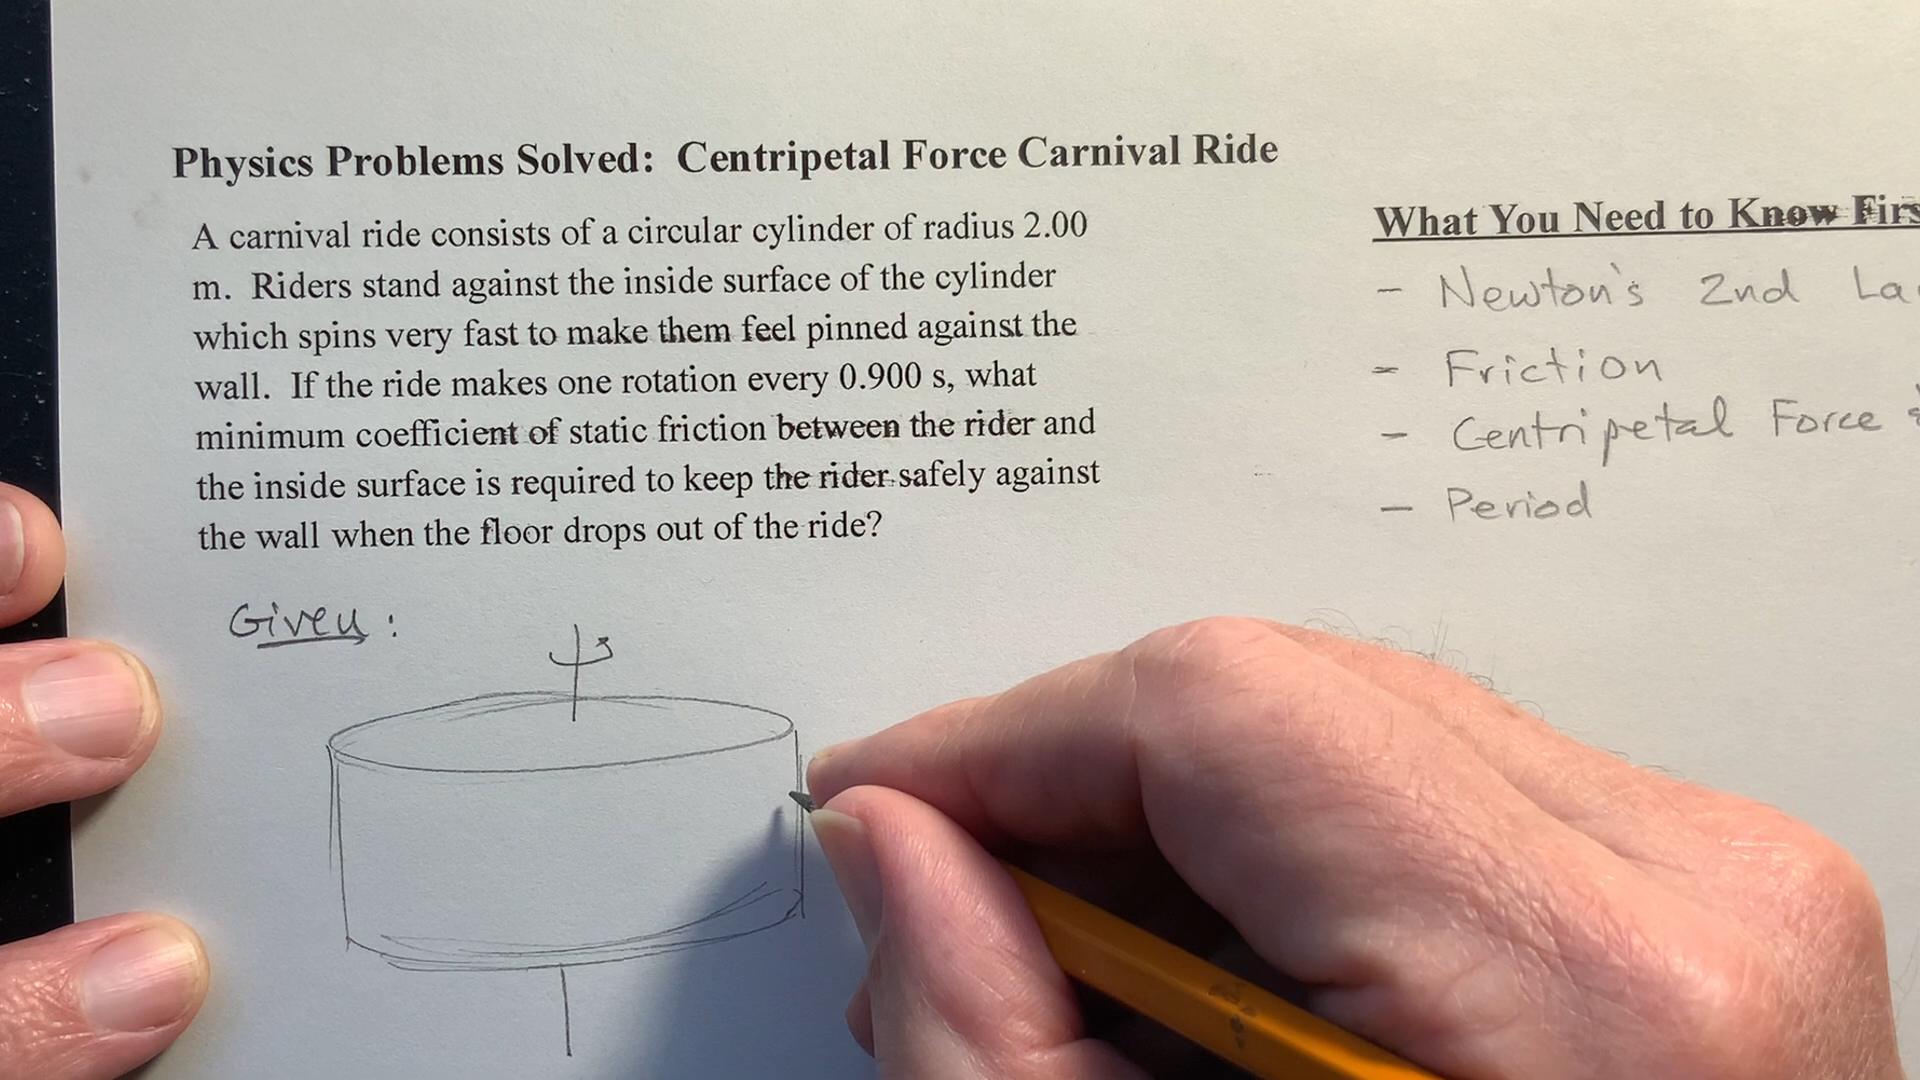 Physics Problems Solved: Centripetal Force Carnival Ride
A carnival ride consists of a circular cylinder of radius 2.00
m. Riders stand against the inside surface of the cylinder
which spins very fast to make them feel pinned against the
wall. If the ride makes one rotation every 0.900 s, what
minimum coefficient of static friction between the rider and
the inside surface is required to keep the rider safely against
the wall when the floor drops out of the ride?
What You Need to Know Firs
- Newton's 2nd La
- Friction
- Centripetal Force
- Period
Given :